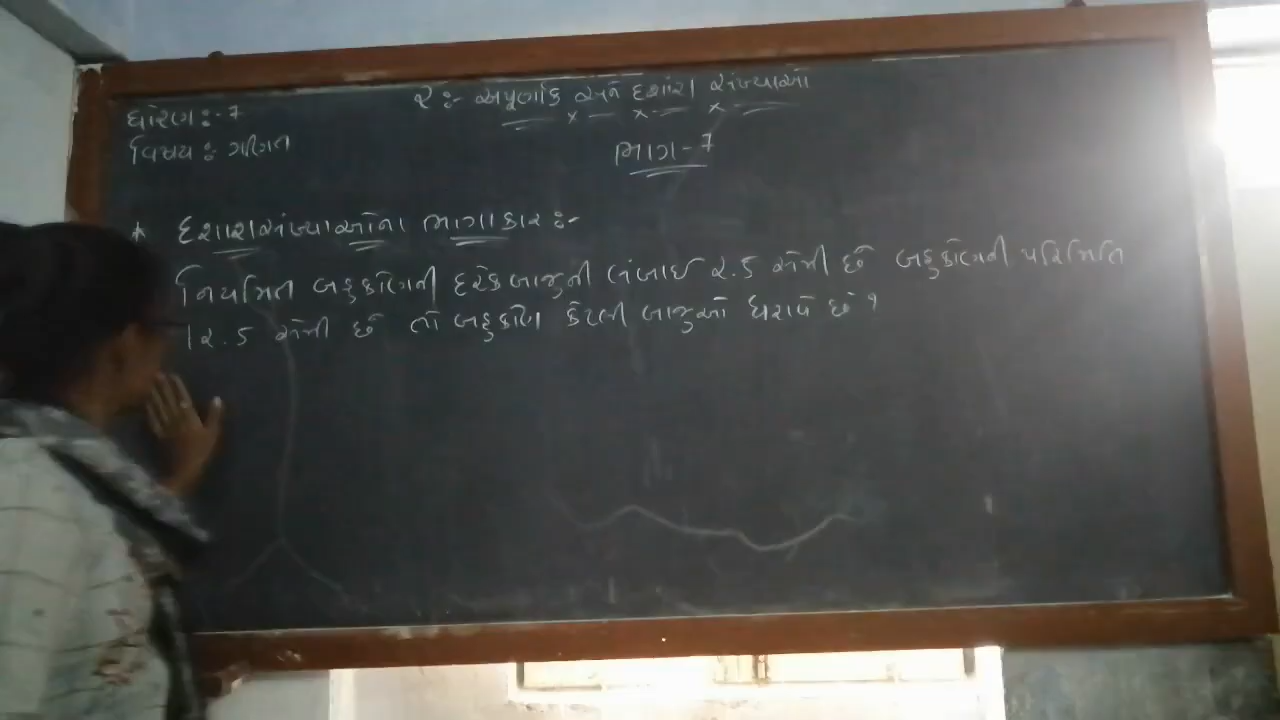 ધોરણ :- 7
૨ :- અપૂર્ણાંક અને દશાંશ સંખ્યાઓ
વિષય : ગણિત
ભાગ - 7
* દશાંશસંખ્યાઓના ભાગાકાર :-
નિયમિત બહુકોણની દરેક બાજુની લંબાઈ ૨.5 સેમી છે બહુકોણની પરિમિતિ
1૨.5 સેમી છે તો બહુકોણ કેટલી બાજુઓ ધરાવે છે ?